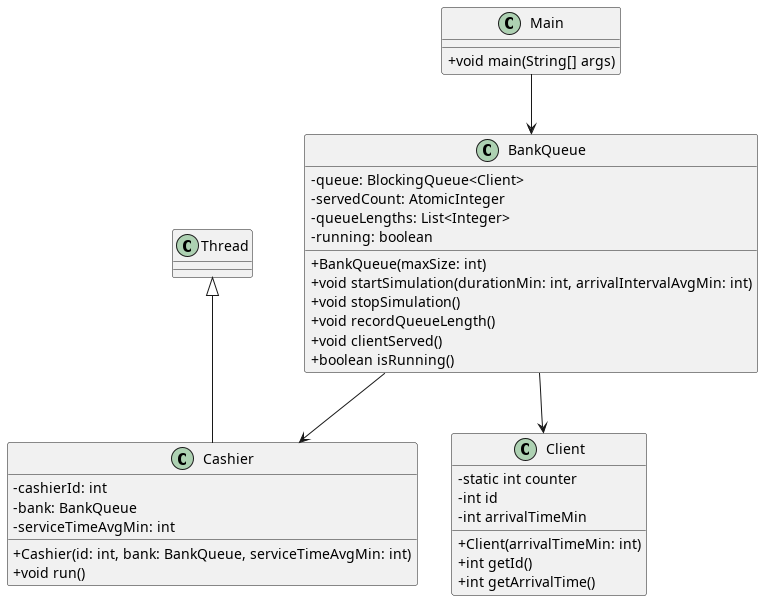 C Main
+void main(String[] args)
C BankQueue
-queue: BlockingQueue<Client>
-servedCount: AtomicInteger
-queueLengths: List<Integer>
-running: boolean
+BankQueue(maxSize: int)
+void startSimulation(durationMin: int, arrivalIntervalAvgMin: int)
+void stopSimulation()
+void recordQueueLength()
+void clientServed()
+boolean isRunning()
C Thread
C Cashier
-cashierId: int
-bank: BankQueue
-serviceTimeAvgMin: int
+Cashier(id: int, bank: BankQueue, serviceTimeAvgMin: int)
+void run()
C Client
-static int counter
-int id
-int arrivalTimeMin
+Client(arrivalTimeMin: int)
+int getId()
+int getArrivalTime()